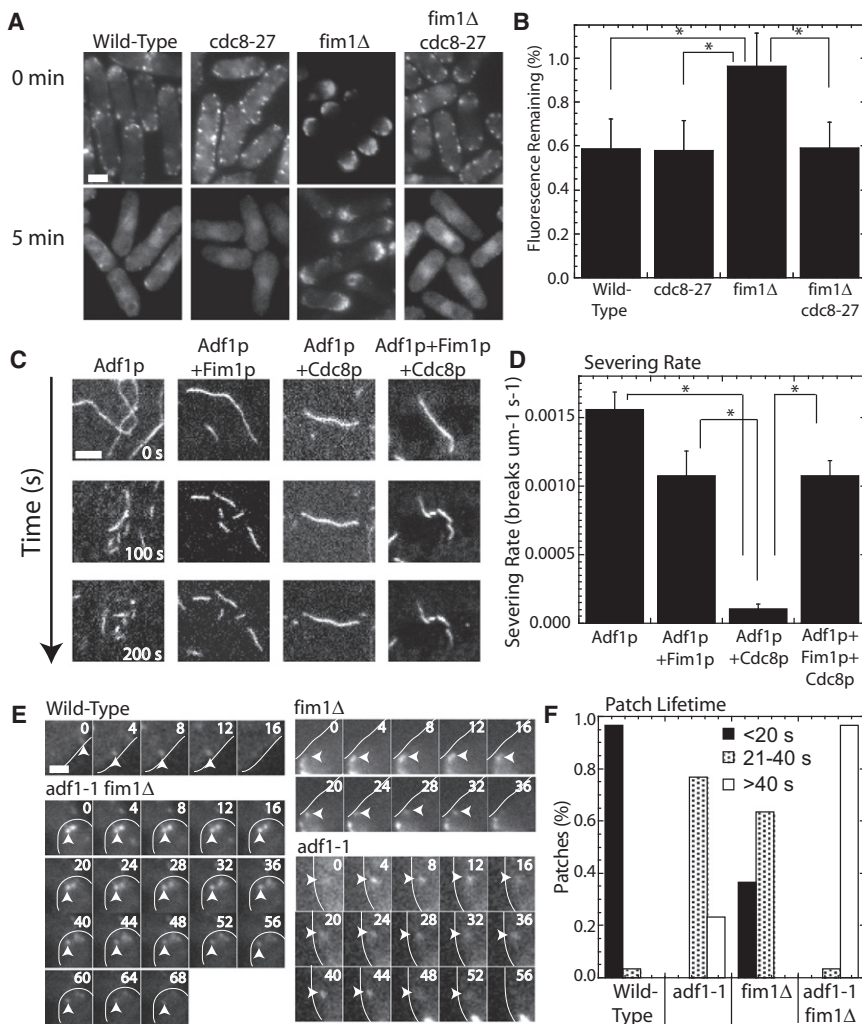 A
Wild-Type cdc8-27 fim1Δ fim1Δ cdc8-27
0 min
5 min
B
Fluorescence Remaining (%)
1.0
0.8
0.6
0.4
0.2
0.0
* * *
Wild-Type cdc8-27 fim1Δ fim1Δ cdc8-27
C
Adf1p Adf1p +Fim1p Adf1p +Cdc8p Adf1p+Fim1p +Cdc8p
Time (s)
0 s
100 s
200 s
D
Severing Rate
Severing Rate (breaks um-1 s-1)
0.0015
0.0010
0.0005
0.000
* * *
Adf1p Adf1p +Fim1p Adf1p +Cdc8p Adf1p+ Fim1p+ Cdc8p
E
Wild-Type
0 4 8 12 16
adf1-1 fim1Δ
0 4 8 12 16
20 24 28 32 36
40 44 48 52 56
60 64 68
fim1Δ
0 4 8 12 16
20 24 28 32 36
adf1-1
0 4 8 12 16
20 24 28 32 36
40 44 48 52 56
F
Patch Lifetime
Patches (%)
1.0
0.8
0.6
0.4
0.2
0.0
<20 s
21-40 s
>40 s
Wild-Type adf1-1 fim1Δ adf1-1 fim1Δ